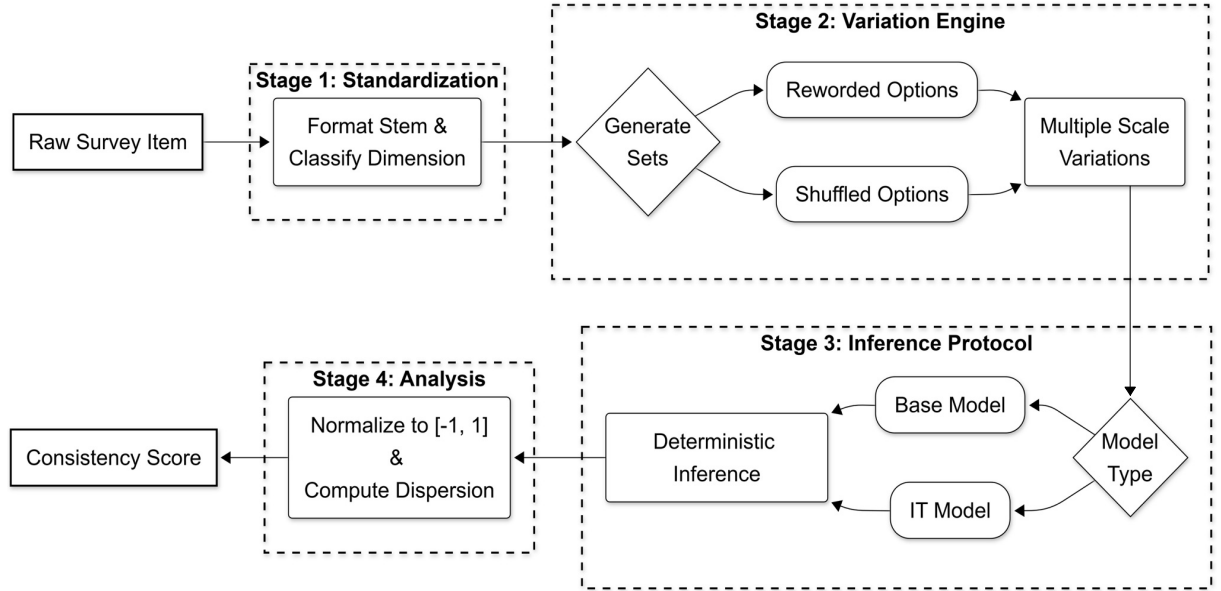 Stage 2: Variation Engine
Stage 1: Standardization
Raw Survey Item
Format Stem &
Classify Dimension
Generate
Sets
Reworded Options
Shuffled Options
Multiple Scale
Variations
Stage 3: Inference Protocol
Model
Type
Base Model
IT Model
Deterministic
Inference
Stage 4: Analysis
Normalize to [-1, 1]
&
Compute Dispersion
Consistency Score